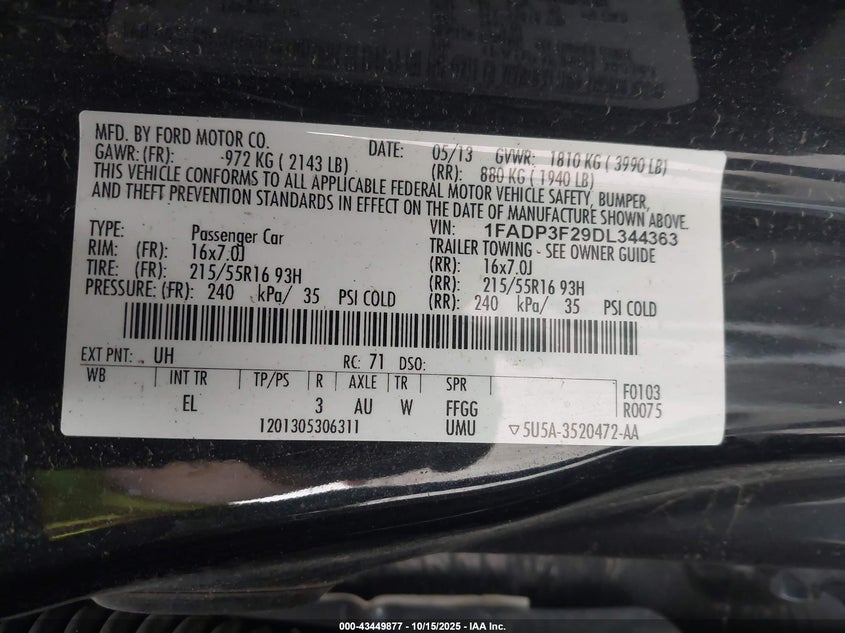 MFD. BY FORD MOTOR CO. DATE: 05/13 GVWR: 1810 KG ( 3990 LB)
GAWR: (FR): 972 KG ( 2143 LB) (RR): 880 KG ( 1940 LB)
THIS VEHICLE CONFORMS TO ALL APPLICABLE FEDERAL MOTOR VEHICLE SAFETY, BUMPER,
AND THEFT PREVENTION STANDARDS IN EFFECT ON THE DATE OF MANUFACTURE SHOWN ABOVE.
VIN: 1FADP3F29DL344363
TYPE: Passenger Car TRAILER TOWING - SEE OWNER GUIDE
RIM: (FR): 16x7.0J (RR): 16x7.0J
TIRE: (FR): 215/55R16 93H (RR): 215/55R16 93H
PRESSURE: (FR): 240 kPa/ 35 PSI COLD (RR): 240 kPa/ 35 PSI COLD
EXT PNT: UH RC: 71 DSO:
WB INT TR TP/PS R AXLE TR SPR F0103
EL 3 AU W FFGG R0075
1201305306311 UMU ▽5U5A-3520472-AA
000-43449877 - 10/15/2025 - IAA Inc.